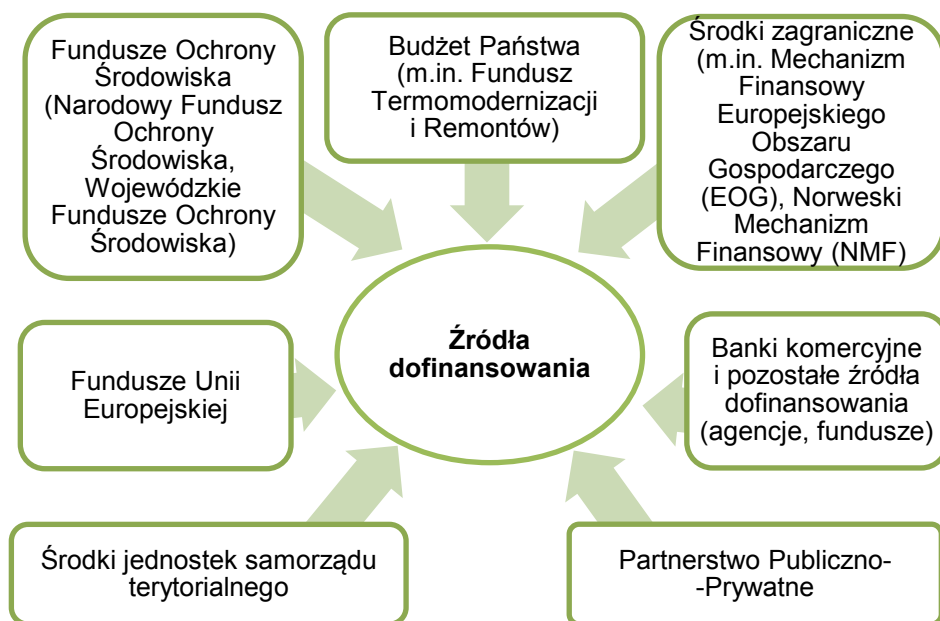 Fundusze Ochrony
Środowiska
(Narodowy Fundusz
Ochrony
Środowiska,
Wojewódzkie
Fundusze Ochrony
Środowiska)
Budżet Państwa
(m.in. Fundusz
Termomodernizacji
i Remontów)
Środki zagraniczne
(m.in. Mechanizm
Finansowy
Europejskiego
Obszaru
Gospodarczego
(EOG), Norweski
Mechanizm
Finansowy (NMF)
Źródła
dofinansowania
Fundusze Unii
Europejskiej
Banki komercyjne
i pozostałe źródła
dofinansowania
(agencje, fundusze)
Środki jednostek samorządu
terytorialnego
Partnerstwo Publiczno-
-Prywatne